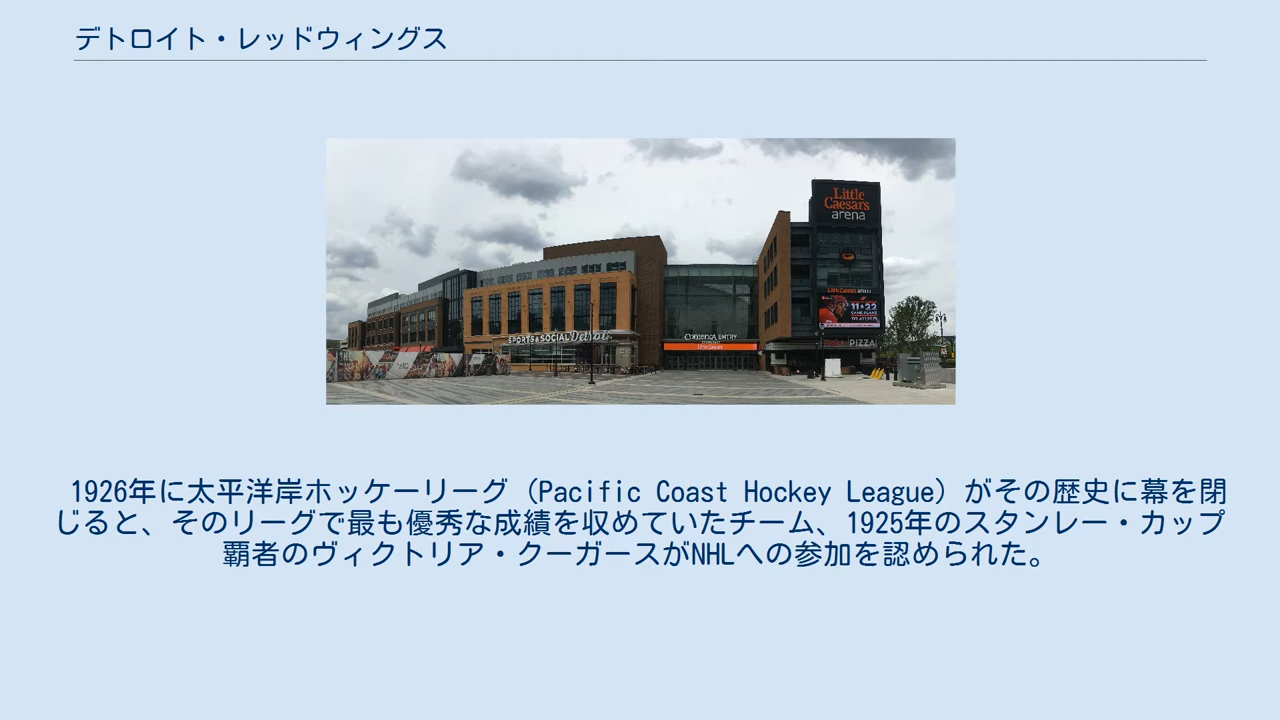 デトロイト・レッドウィングス
Little
Caesars
arena
11•22
SPORTS & SOCIAL Detroit
PIZZA
1926年に太平洋岸ホッケーリーグ（Pacific Coast Hockey League）がその歴史に幕を閉
じると、そのリーグで最も優秀な成績を収めていたチーム、1925年のスタンレー・カップ
覇者のヴィクトリア・クーガースがNHLへの参加を認められた。